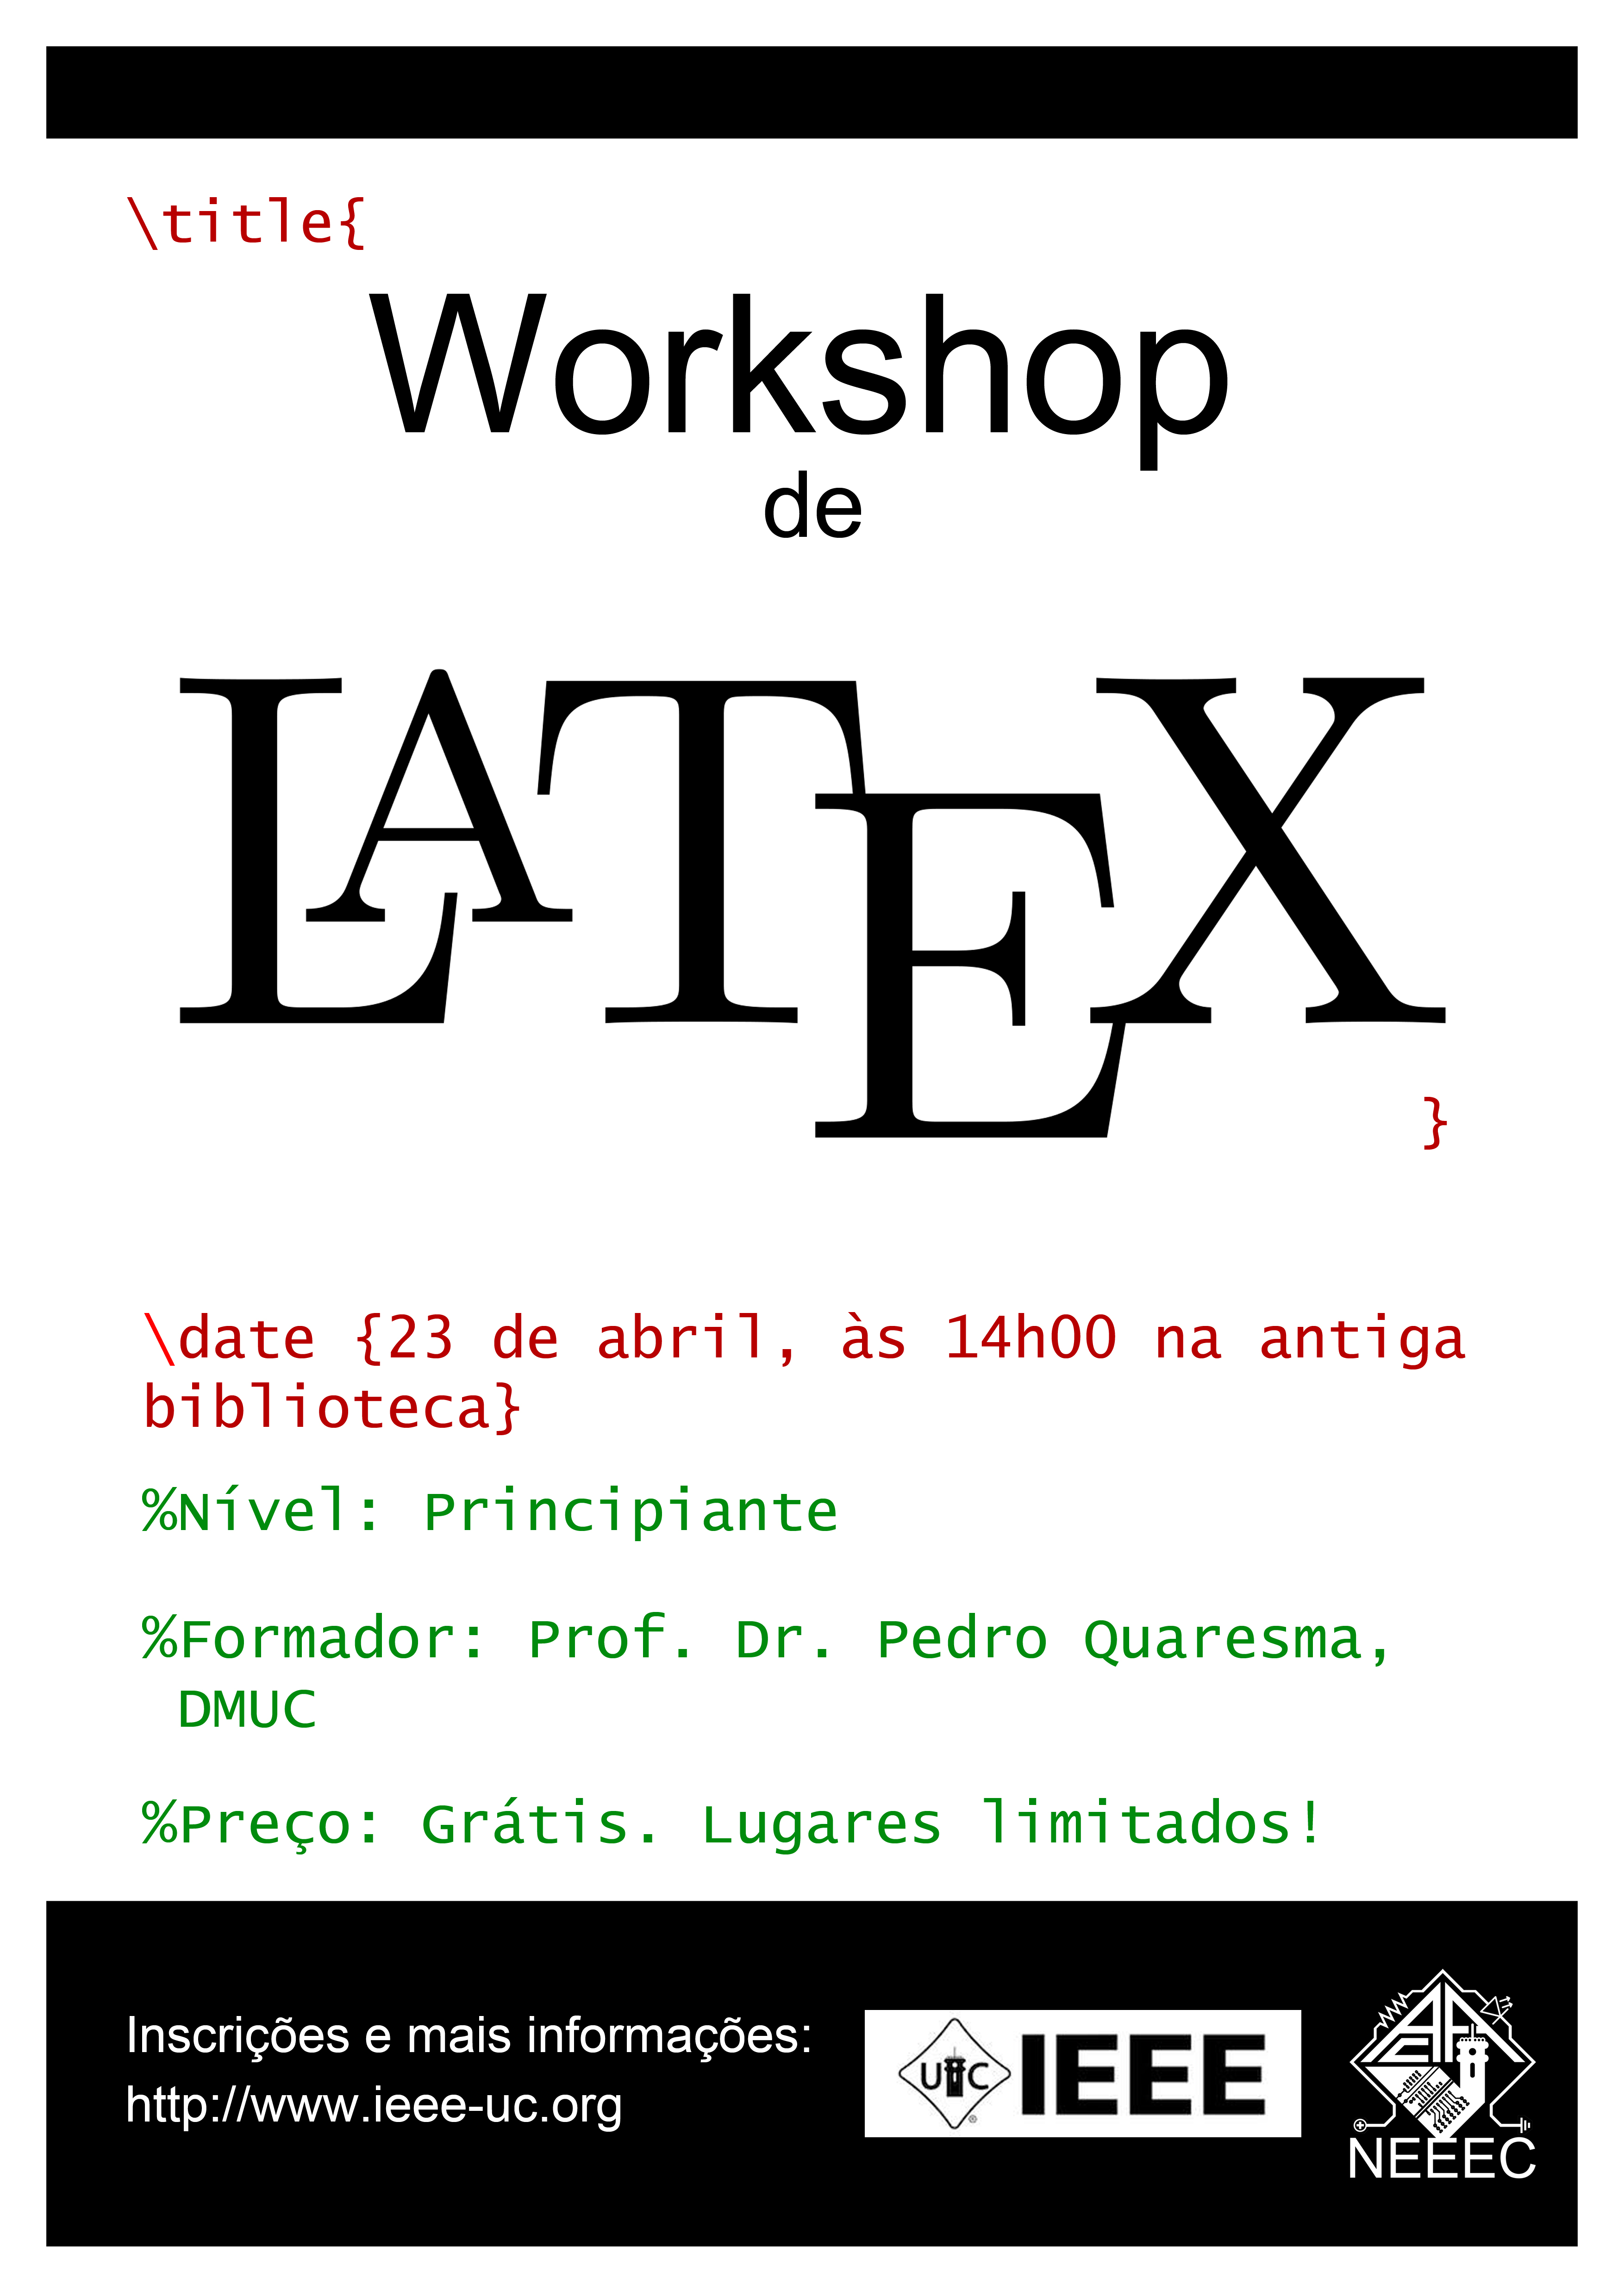 \title{
Workshop
de
LATEX
}
\date {23 de abril, às 14h00 na antiga
biblioteca}
%Nível: Principiante
%Formador: Prof. Dr. Pedro Quaresma,
DMUC
%Preço: Grátis. Lugares limitados!
Inscrições e mais informações:
http://www.ieee-uc.org
UC ® IEEE
NEEEC